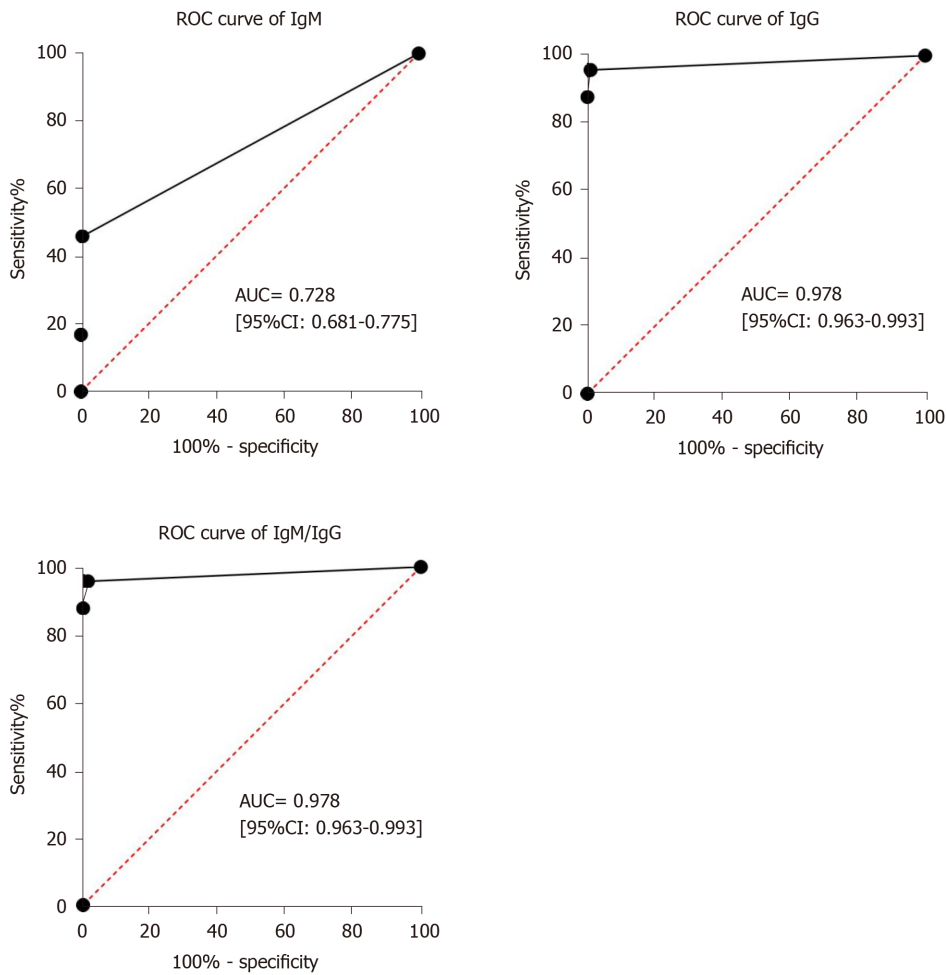 ROC curve of IgM
100
80
60
40
20
0
Sensitivity%
AUC= 0.728
[95%CI: 0.681-0.775]
0 20 40 60 80 100
100% - specificity
ROC curve of IgG
100
80
60
40
20
0
Sensitivity%
AUC= 0.978
[95%CI: 0.963-0.993]
0 20 40 60 80 100
100% - specificity
ROC curve of IgM/IgG
100
80
60
40
20
0
Sensitivity%
AUC= 0.978
[95%CI: 0.963-0.993]
0 20 40 60 80 100
100% - specificity